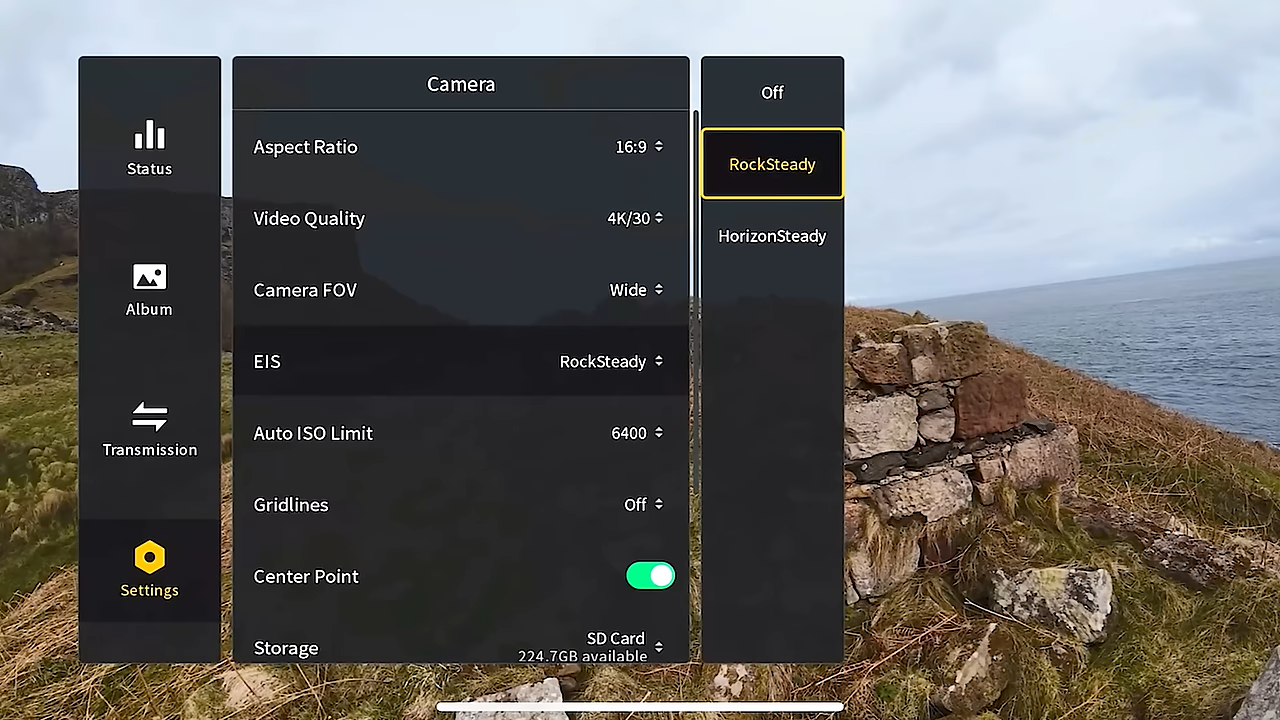 Status
Album
Transmission
Settings
Camera
Aspect Ratio 16:9
Video Quality 4K/30
Camera FOV Wide
EIS RockSteady
Auto ISO Limit 6400
Gridlines Off
Center Point
Storage SD Card
224.7GB available
Off
RockSteady
HorizonSteady